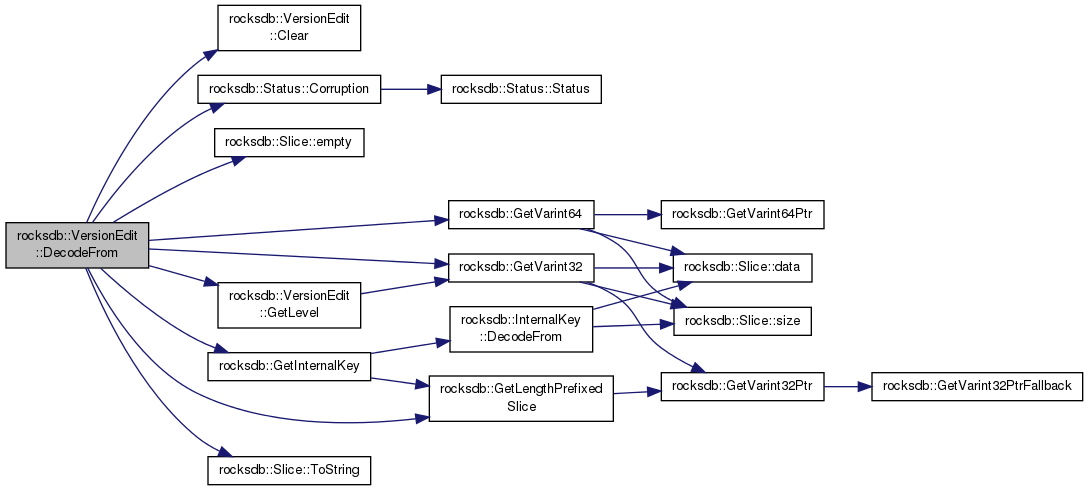 rocksdb::VersionEdit
::Clear
rocksdb::Status::Corruption
rocksdb::Status::Status
rocksdb::Slice::empty
rocksdb::VersionEdit
::DecodeFrom
rocksdb::GetVarint64
rocksdb::GetVarint64Ptr
rocksdb::GetVarint32
rocksdb::Slice::data
rocksdb::VersionEdit
::GetLevel
rocksdb::InternalKey
::DecodeFrom
rocksdb::Slice::size
rocksdb::GetInternalKey
rocksdb::GetLengthPrefixed
Slice
rocksdb::GetVarint32Ptr
rocksdb::GetVarint32PtrFallback
rocksdb::Slice::ToString